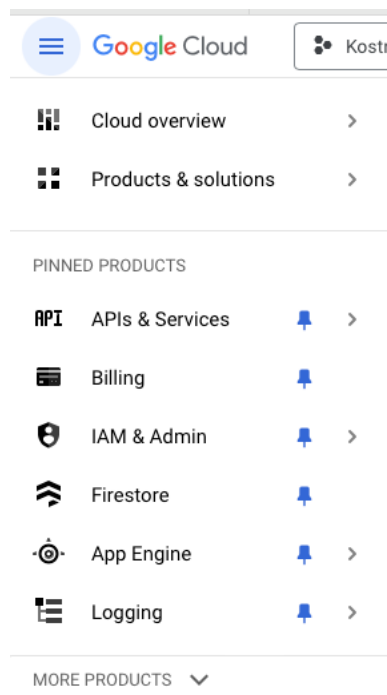 Google Cloud
Cloud overview
Products & solutions
PINNED PRODUCTS
API APIs & Services
Billing
IAM & Admin
Firestore
App Engine
Logging
MORE PRODUCTS